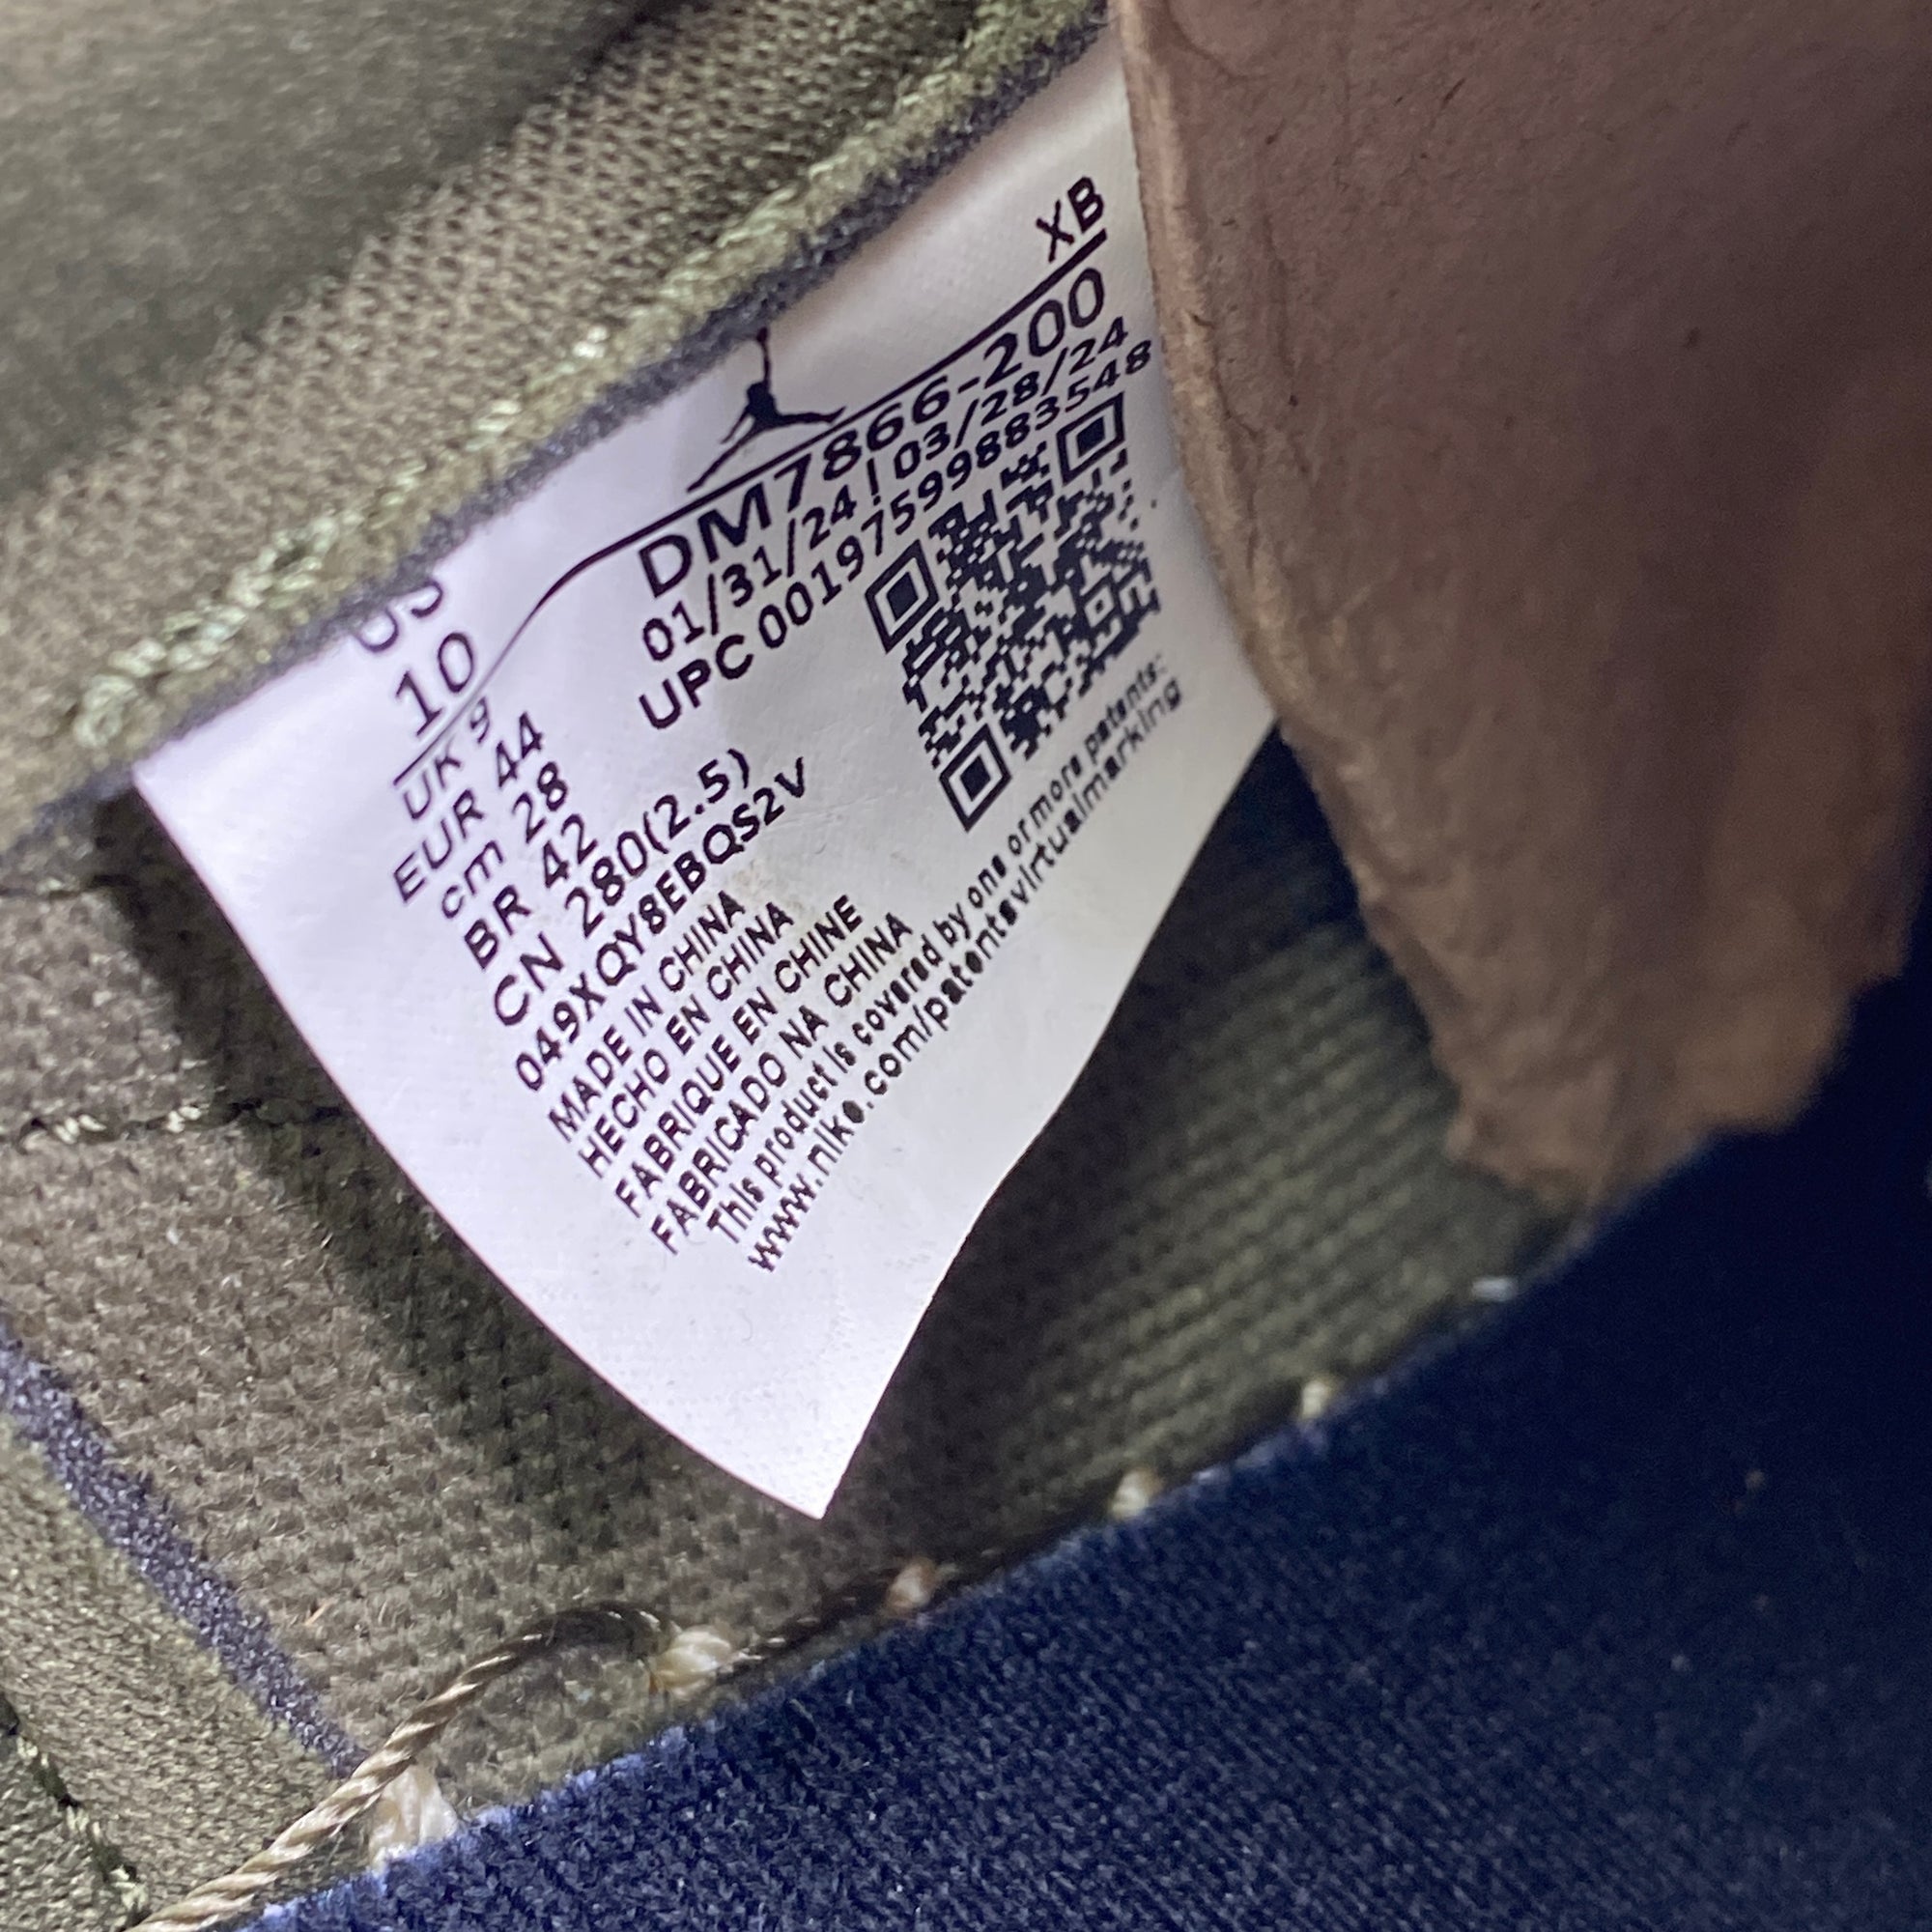 XB
DM7866-200
01/31/24 ! 03/28/24
UPC 00197599883548
US
10
UK 9
EUR 44
cm 28
BR 42
CN 280(2.5)
049XQY8EBQS2V
MADE IN CHINA
HECHO EN CHINA
FABRIQUE EN CHINE
FABRICADO NA CHINA
This product is covered by one or more patents:
www.nike.com/patentsvirtualmarking